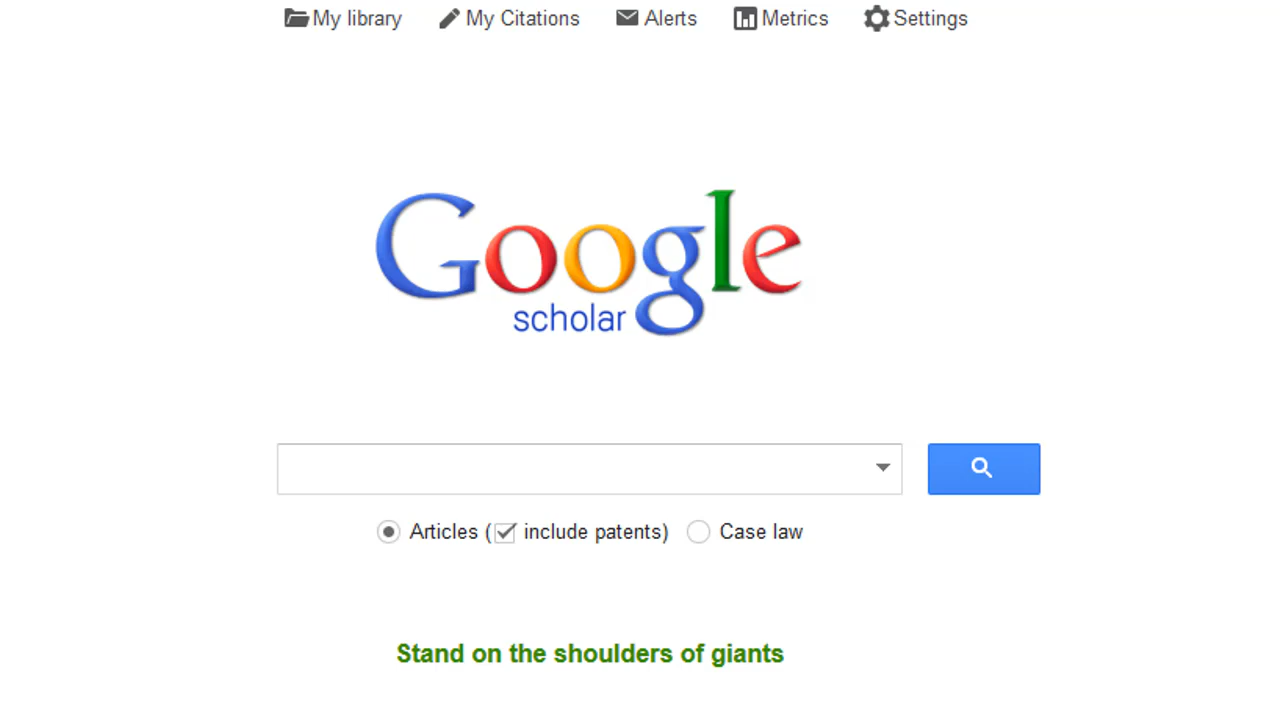 My library My Citations Alerts Metrics Settings
Google
scholar
Articles (include patents) Case law
Stand on the shoulders of giants